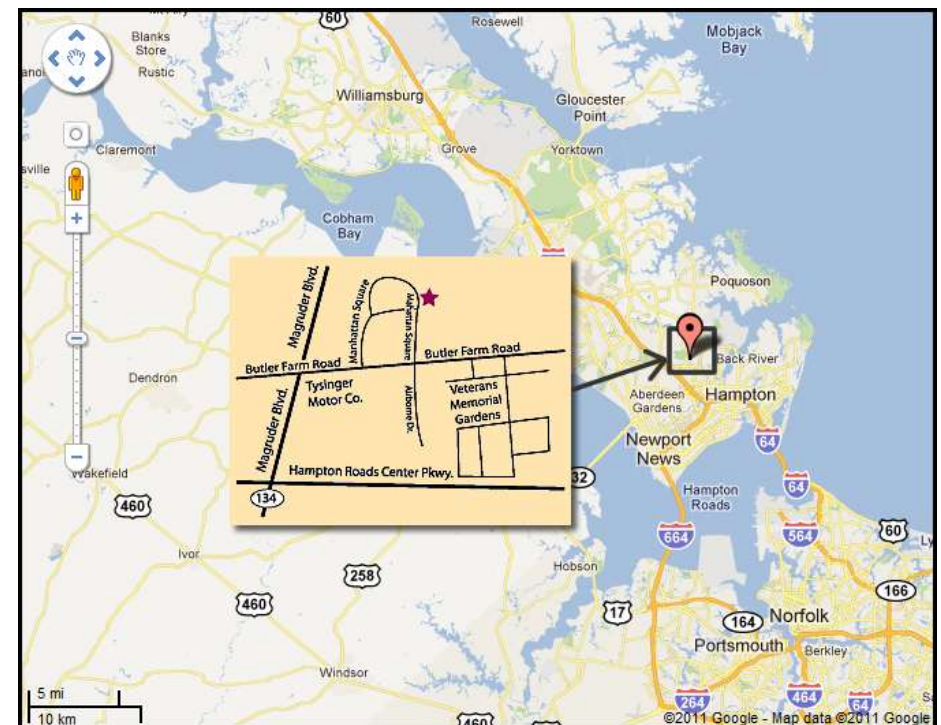 60
Rosewell
Mobjack
Bay
Blanks
Store
Rustic
Williamsburg
Gloucester
Point
Claremont
Grove
Yorktown
Cobham
Bay
Poquoson
Magruder Blvd.
Manhattan Square
Manhattan Square
Butler Farm Road
Butler Farm Road
Back River
Dendron
Tysinger
Motor Co.
Auborne Dr.
Veterans
Memorial
Gardens
Aberdeen
Gardens
Hampton
Magruder Blvd.
Newport
News
64
Hampton Roads Center Pkwy.
134
32
Wakefield
460
Hampton
Roads
64
664
564
60
Ly
Ivor
Hobson
258
460
17
166
164
Norfolk
Portsmouth
Berkley
Windsor
5 mi
10 km
460
264
464
64
©2011 Google - Map data ©2011 Google